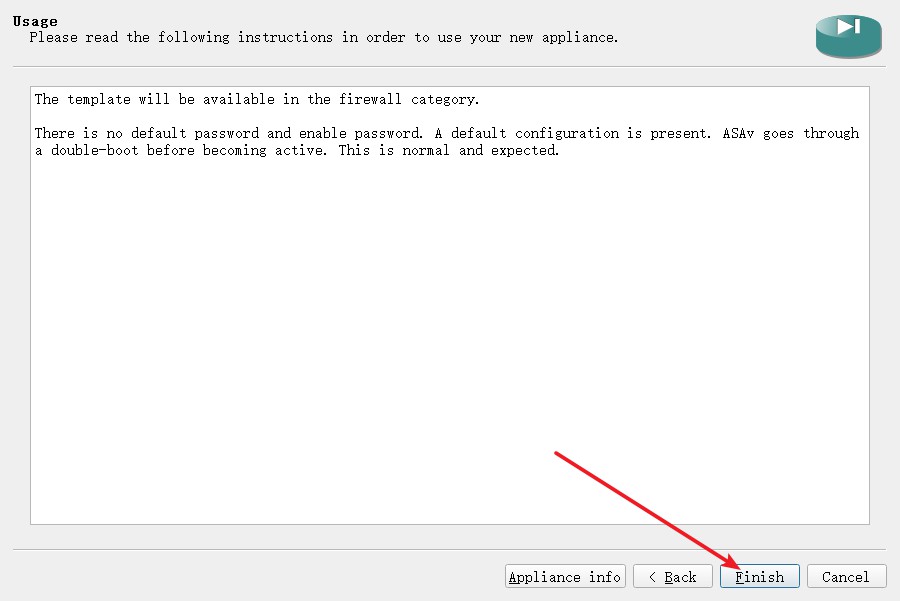 Usage
Please read the following instructions in order to use your new appliance.
The template will be available in the firewall category.
There is no default password and enable password. A default configuration is present. ASAv goes through
a double-boot before becoming active. This is normal and expected.
Appliance info
< Back
Finish
Cancel